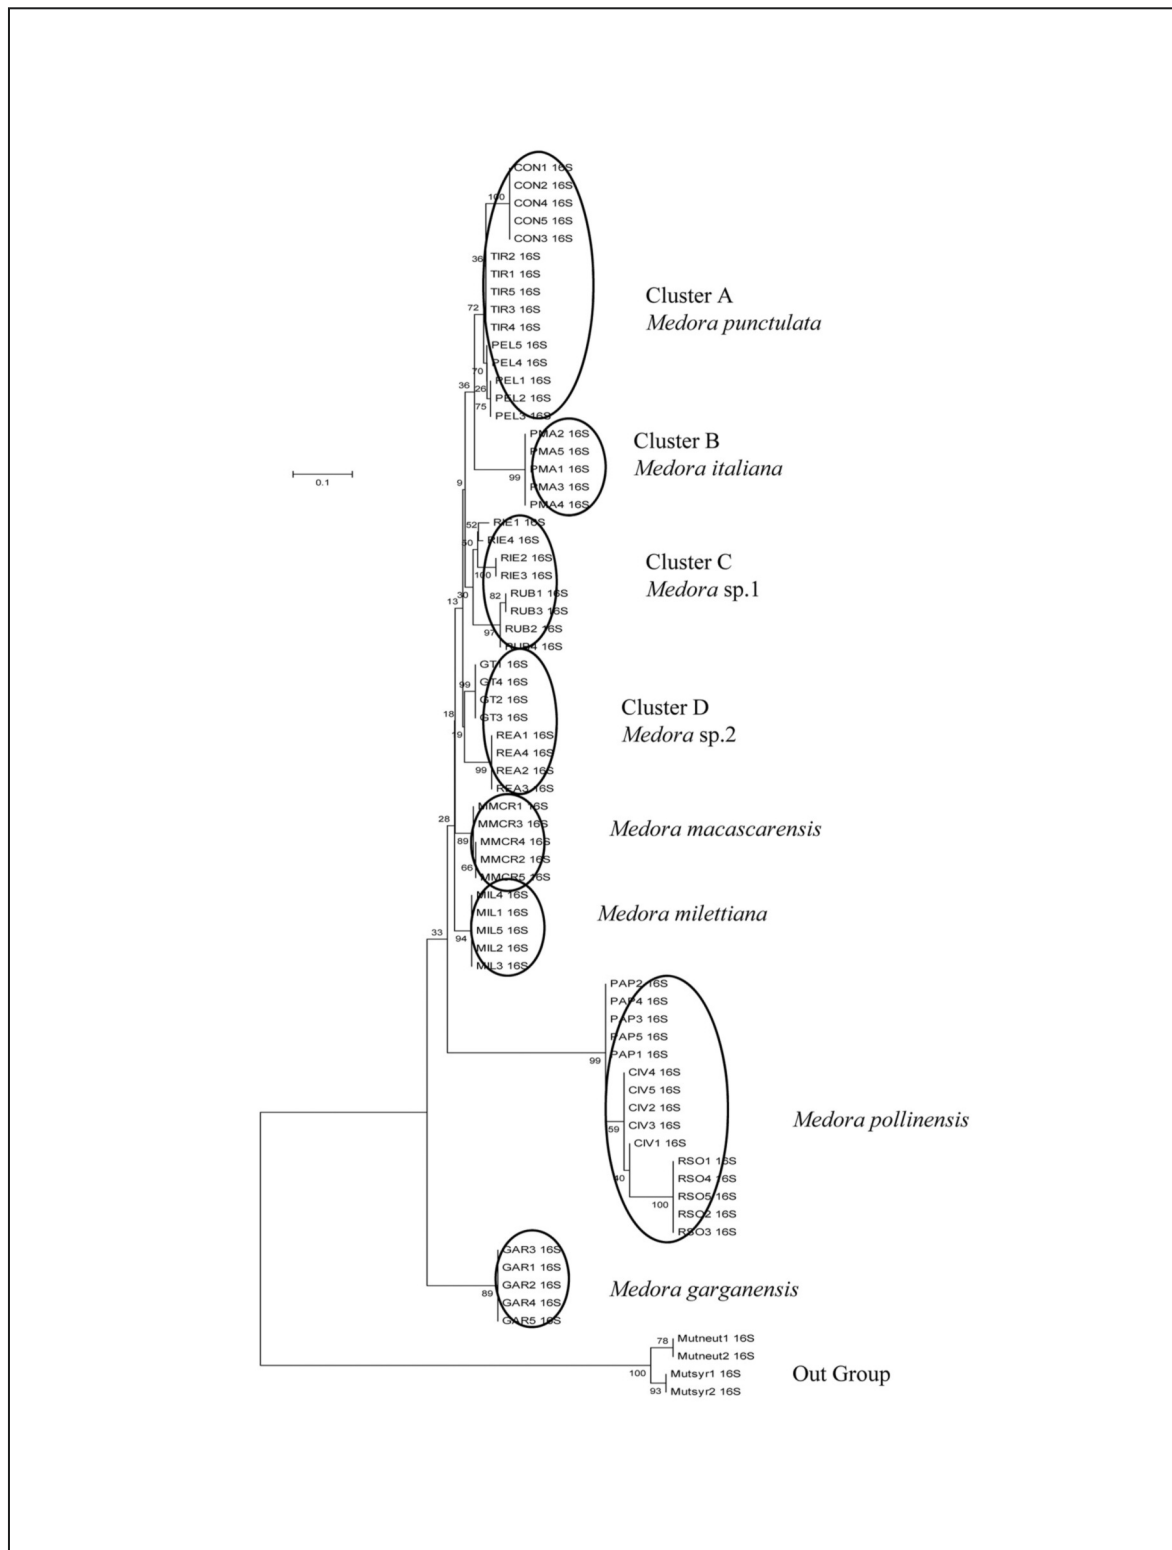 CON1 16S
CON2 16S
100
CON4 16S
CON5 16S
CON3 16S
36
TIR2 16S
TIR1 16S
TIR5 16S
TIR3 16S
TIR4 16S
Cluster A
Medora punctulata
72
PEL5 16S
PEL4 16S
70
PEL1 16S
36
26
PEL2 16S
75
PEL3 16S
PMA2 16S
PMA5 16S
PMA1 16S
99
PMA3 16S
PMA4 16S
Cluster B
Medora italiana
0.1
9
RIE1 16S
52
RIE4 16S
50
RIE2 16S
100
RIE3 16S
Cluster C
Medora sp.1
30
82
RUB1 16S
13
RUB3 16S
97
RUB2 16S
RUB4 16S
GT1 16S
99
GT4 16S
GT2 16S
18
GT3 16S
Cluster D
Medora sp.2
19
REA1 16S
REA4 16S
99
REA2 16S
REA3 16S
MMCR1 16S
28
MMCR3 16S
Medora macascarensis
89
MMCR4 16S
MMCR2 16S
66
MMCR5 16S
MIL4 16S
MIL1 16S
Medora milettiana
33
MIL5 16S
94
MIL2 16S
MIL3 16S
PAP2 16S
PAP4 16S
PAP3 16S
PAP5 16S
99
PAP1 16S
CIV4 16S
CIV5 16S
CIV2 16S
59
CIV3 16S
Medora pollinensis
CIV1 16S
RSO1 16S
40
RSO4 16S
RSO5 16S
100
RSO2 16S
RSO3 16S
GAR3 16S
GAR1 16S
GAR2 16S
Medora garganensis
89
GAR4 16S
GAR5 16S
78
Mutneut1 16S
Mutneut2 16S
100
Mutsyr1 16S
93
Mutsyr2 16S
Out Group